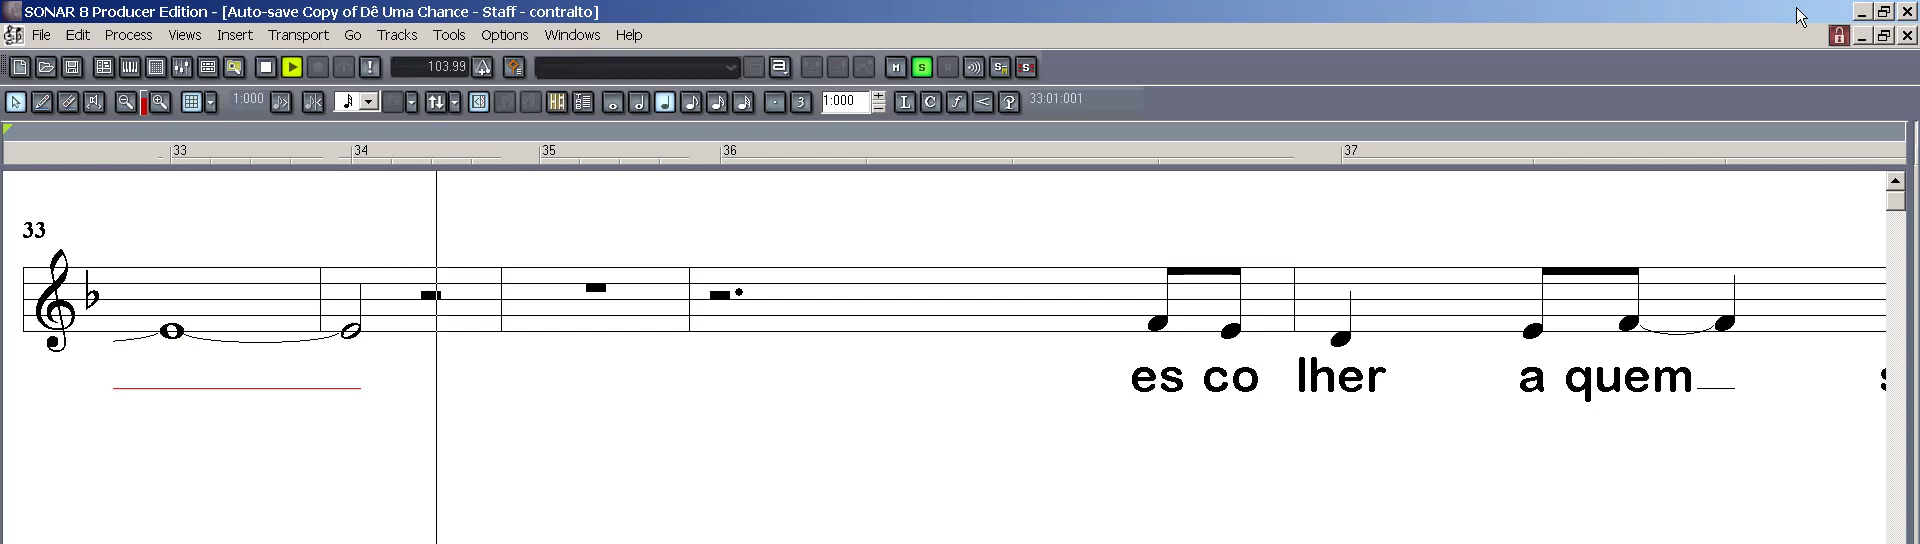 SONAR 8 Producer Edition - [Auto-save Copy of Dê Uma Chance - Staff - contralto]
File Edit Process Views Insert Transport Go Tracks Tools Options Windows Help
103.99 M S R S
1:000 3 1:000 L C f < 33:01:001
33 34 35 36 37
33
es co lher a quem